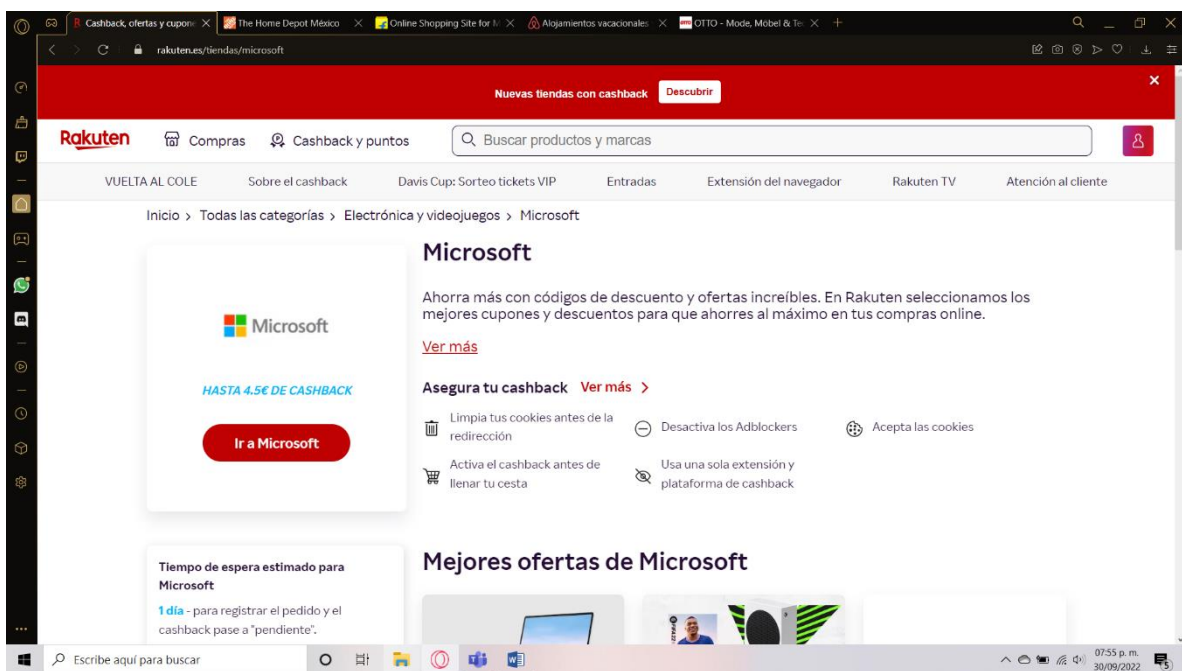 Cashback, ofertas y cupone
The Home Depot México
Online Shopping Site for M
Alojamientos vacacionales
OTTO - Mode, Möbel & Te
rakuten.es/tiendas/microsoft
Nuevas tiendas con cashback Descubrir
Rakuten Compras Cashback y puntos Buscar productos y marcas
VUELTA AL COLE Sobre el cashback Davis Cup: Sorteo tickets VIP Entradas Extensión del navegador Rakuten TV Atención al cliente
Inicio > Todas las categorías > Electrónica y videojuegos > Microsoft
Microsoft
HASTA 4.5€ DE CASHBACK
Ir a Microsoft
Microsoft
Ahorra más con códigos de descuento y ofertas increíbles. En Rakuten seleccionamos los
mejores cupones y descuentos para que ahorres al máximo en tus compras online.
Ver más
Asegura tu cashback Ver más >
Limpia tus cookies antes de la
redirección
Desactiva los Adblockers
Acepta las cookies
Activa el cashback antes de
llenar tu cesta
Usa una sola extensión y
plataforma de cashback
Tiempo de espera estimado para
Microsoft
1 día - para registrar el pedido y el
cashback pase a "pendiente".
Mejores ofertas de Microsoft
Escribe aquí para buscar
07:55 p. m.
30/09/2022